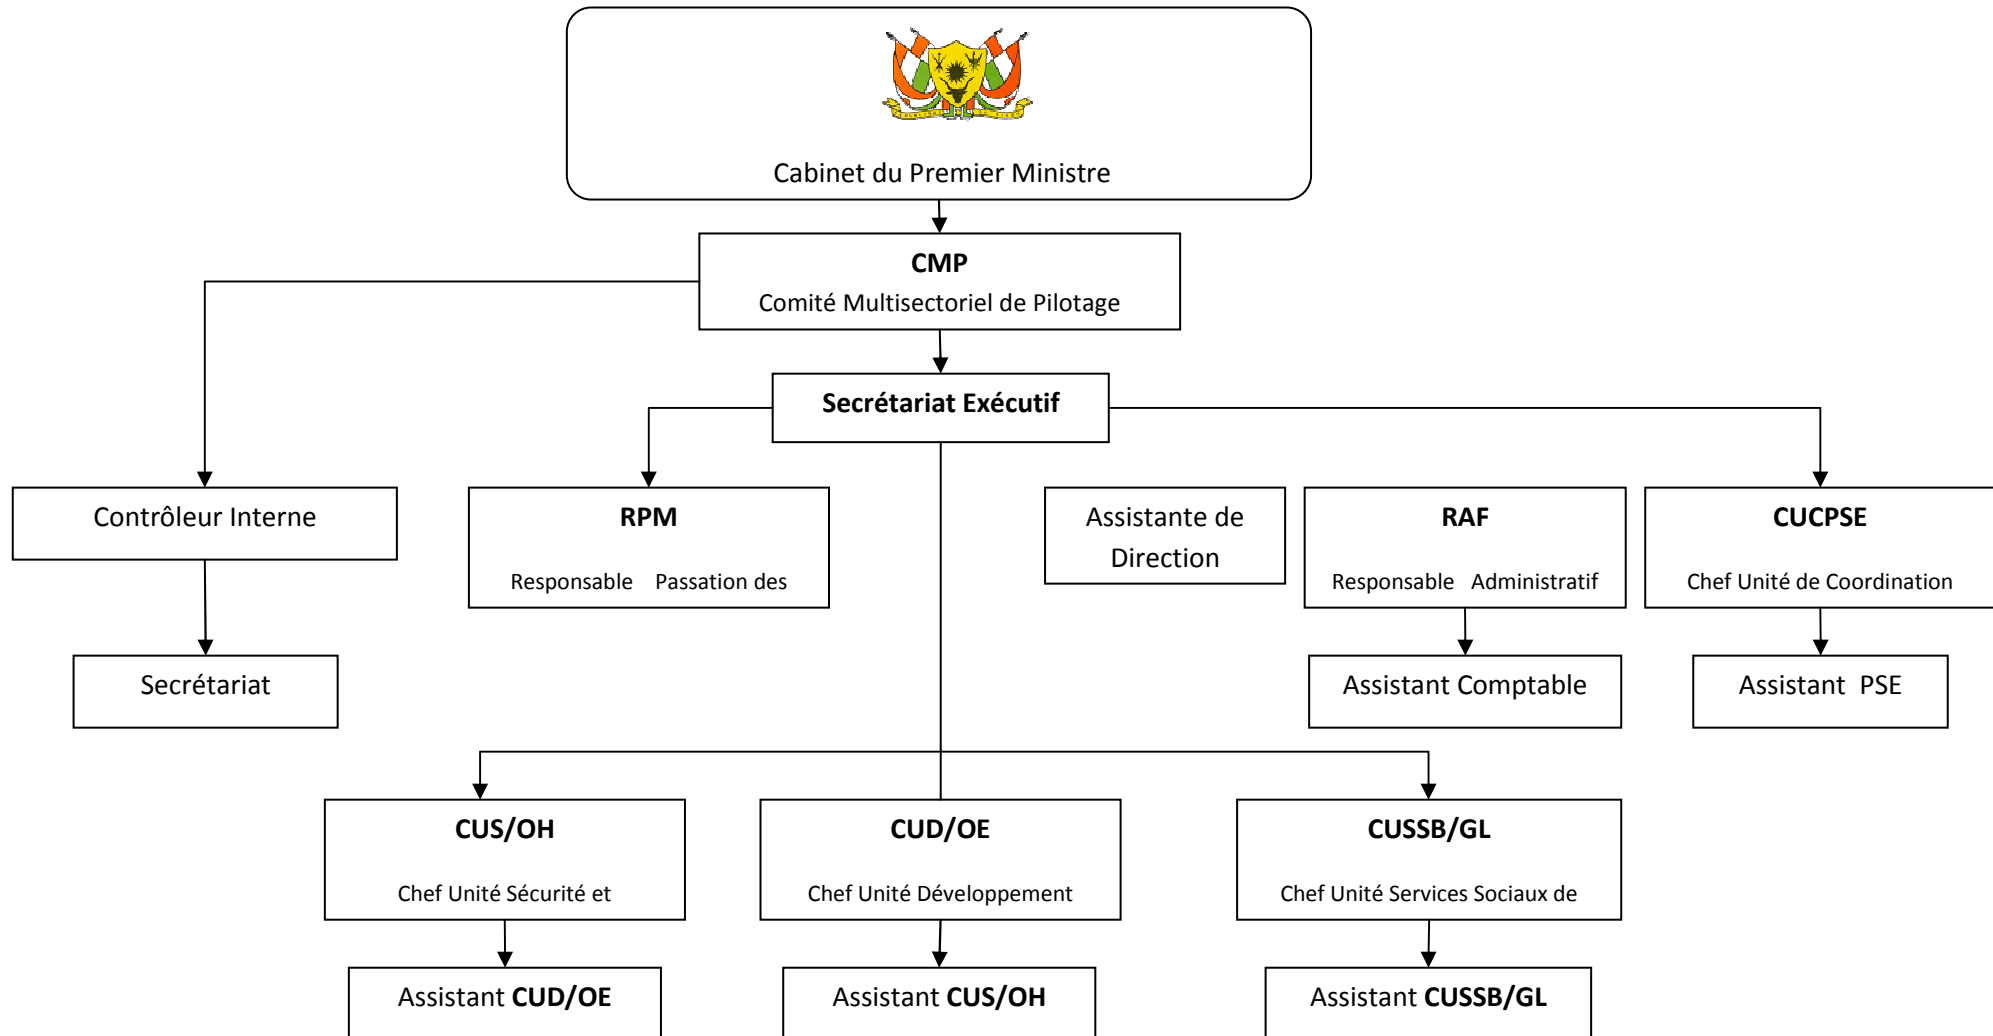 Cabinet du Premier Ministre
CMP
Comité Multisectoriel de Pilotage
Secrétariat Exécutif
Contrôleur Interne
RPM
Responsable Passation des
Assistante de
Direction
RAF
Responsable Administratif
CUCPSE
Chef Unité de Coordination
Secrétariat
Assistant Comptable
Assistant PSE
CUS/OH
Chef Unité Sécurité et
CUD/OE
Chef Unité Développement
CUSSB/GL
Chef Unité Services Sociaux de
Assistant CUD/OE
Assistant CUS/OH
Assistant CUSSB/GL